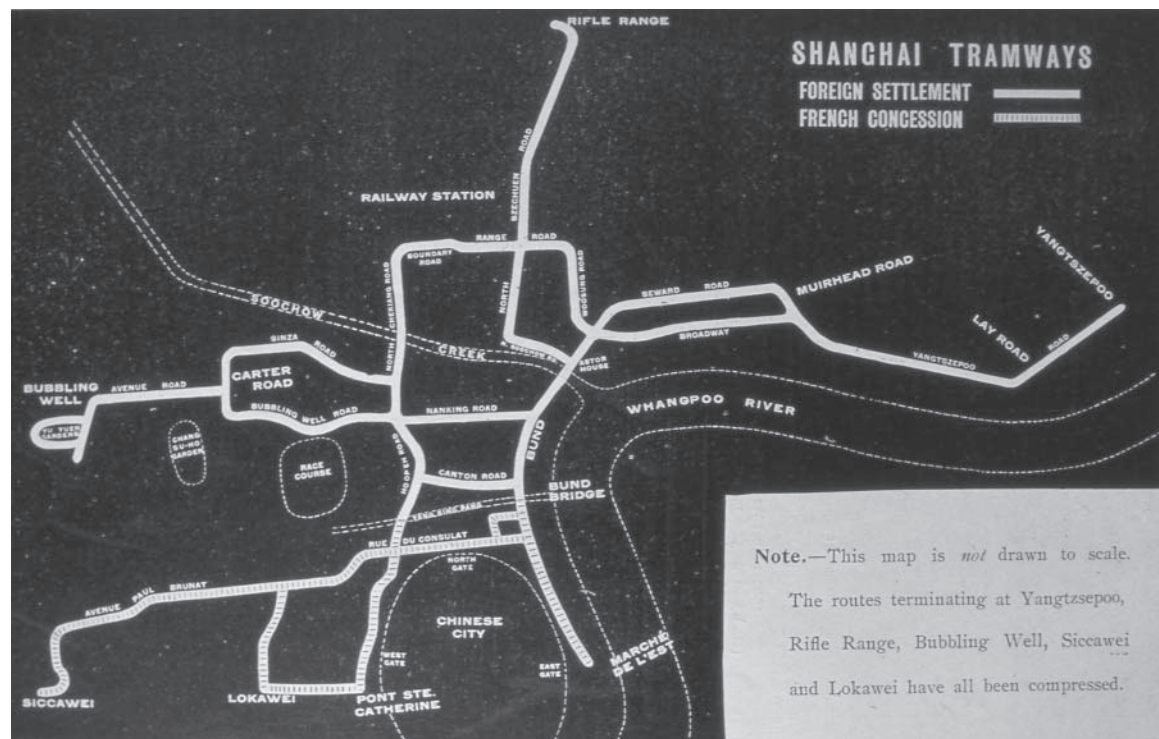 RIFLE RANGE
SHANGHAI TRAMWAYS
FOREIGN SETTLEMENT
FRENCH CONCESSION
SZECHUEN ROAD
RAILWAY STATION
BOUNDARY
ROAD
RANGE ROAD
NORTH CHEKIANG ROAD
NORTH
WOOSUNG ROAD
SEWARD ROAD
MUIRHEAD ROAD
YANGTSZEPOO
BROADWAY
LAY ROAD
YANGTSZEPOO ROAD
SOOCHOW CREEK
N. SOOCHOW RD.
ASTOR
HOUSE
SINZA ROAD
CARTER
ROAD
BUBBLING
WELL
AVENUE ROAD
BUBBLING WELL ROAD
NANKING ROAD
BUND
WHANGPOO RIVER
YU YUEN
GARDENS
CHANG
SU-HO
GARDEN
RACE
COURSE
HOOPEH ROAD
CANTON ROAD
BUND
BRIDGE
RUE DU CONSULAT
NORTH
GATE
AVENUE PAUL BRUNAT
CHINESE
CITY
WEST
GATE
EAST
GATE
MARCHÉ
DE L'EST
SICCAWEI
LOKAWEI
PONT STE.
CATHERINE
Note.—This map is not drawn to scale.
The routes terminating at Yangtzsepoo,
Rifle Range, Bubbling Well, Siccawei
and Lokawei have all been compressed.